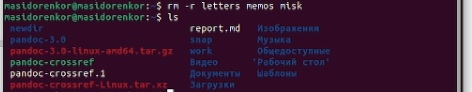 masidorenkor@masidorenkor:~$ rm -r letters memos misk
masidorenkor@masidorenkor:~$ ls
newdir report.md Изображения
pandoc-3.0 snap Музыка
pandoc-3.0-linux-amd64.tar.gz work Общедоступные
pandoc-crossref Видео 'Рабочий стол'
pandoc-crossref.1 Документы Шаблоны
pandoc-crossref-Linux.tar.xz Загрузки